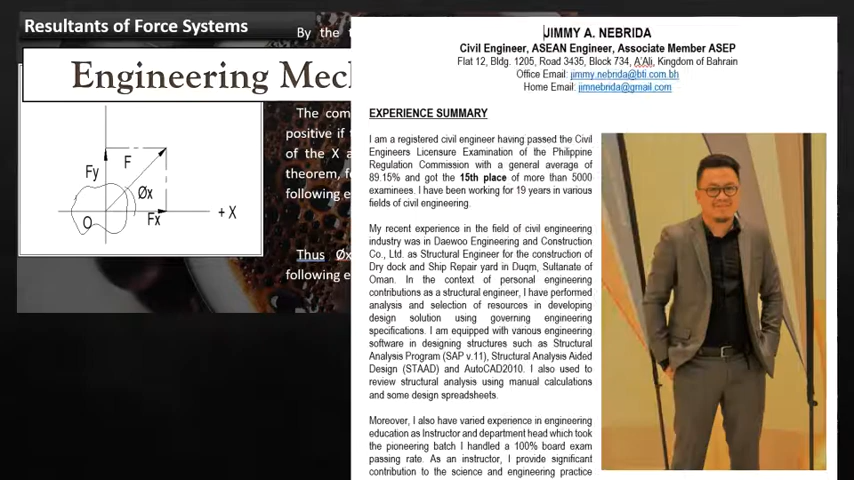 Resultants of Force Systems
By the t
Engineering Mec
Fy
F
Øx
O
Fx
+ X
The com
positive if
of the X a
theorem, fo
following e
Thus Øx
following e
JIMMY A. NEBRIDA
Civil Engineer, ASEAN Engineer, Associate Member ASEP
Flat 12, Bldg. 1205, Road 3435, Block 734, A'Ali, Kingdom of Bahrain
Office Email: jimmy.nebrida@bti.com.bh
Home Email: jimnebrida@gmail.com
EXPERIENCE SUMMARY
I am a registered civil engineer having passed the Civil
Engineers Licensure Examination of the Philippine
Regulation Commission with a general average of
89.15% and got the 15th place of more than 5000
examinees. I have been working for 19 years in various
fields of civil engineering.
My recent experience in the field of civil engineering
industry was in Daewoo Engineering and Construction
Co., Ltd. as Structural Engineer for the construction of
Dry dock and Ship Repair yard in Duqm, Sultanate of
Oman. In the context of personal engineering
contributions as a structural engineer, I have performed
analysis and selection of resources in developing
design solution using governing engineering
specifications. I am equipped with various engineering
software in designing structures such as Structural
Analysis Program (SAP v.11), Structural Analysis Aided
Design (STAAD) and AutoCAD2010. I also used to
review structural analysis using manual calculations
and some design spreadsheets.
Moreover, I also have varied experience in engineering
education as Instructor and department head which took
the pioneering batch I handled a 100% board exam
passing rate. As an instructor, I provide significant
contribution to the science and engineering practice